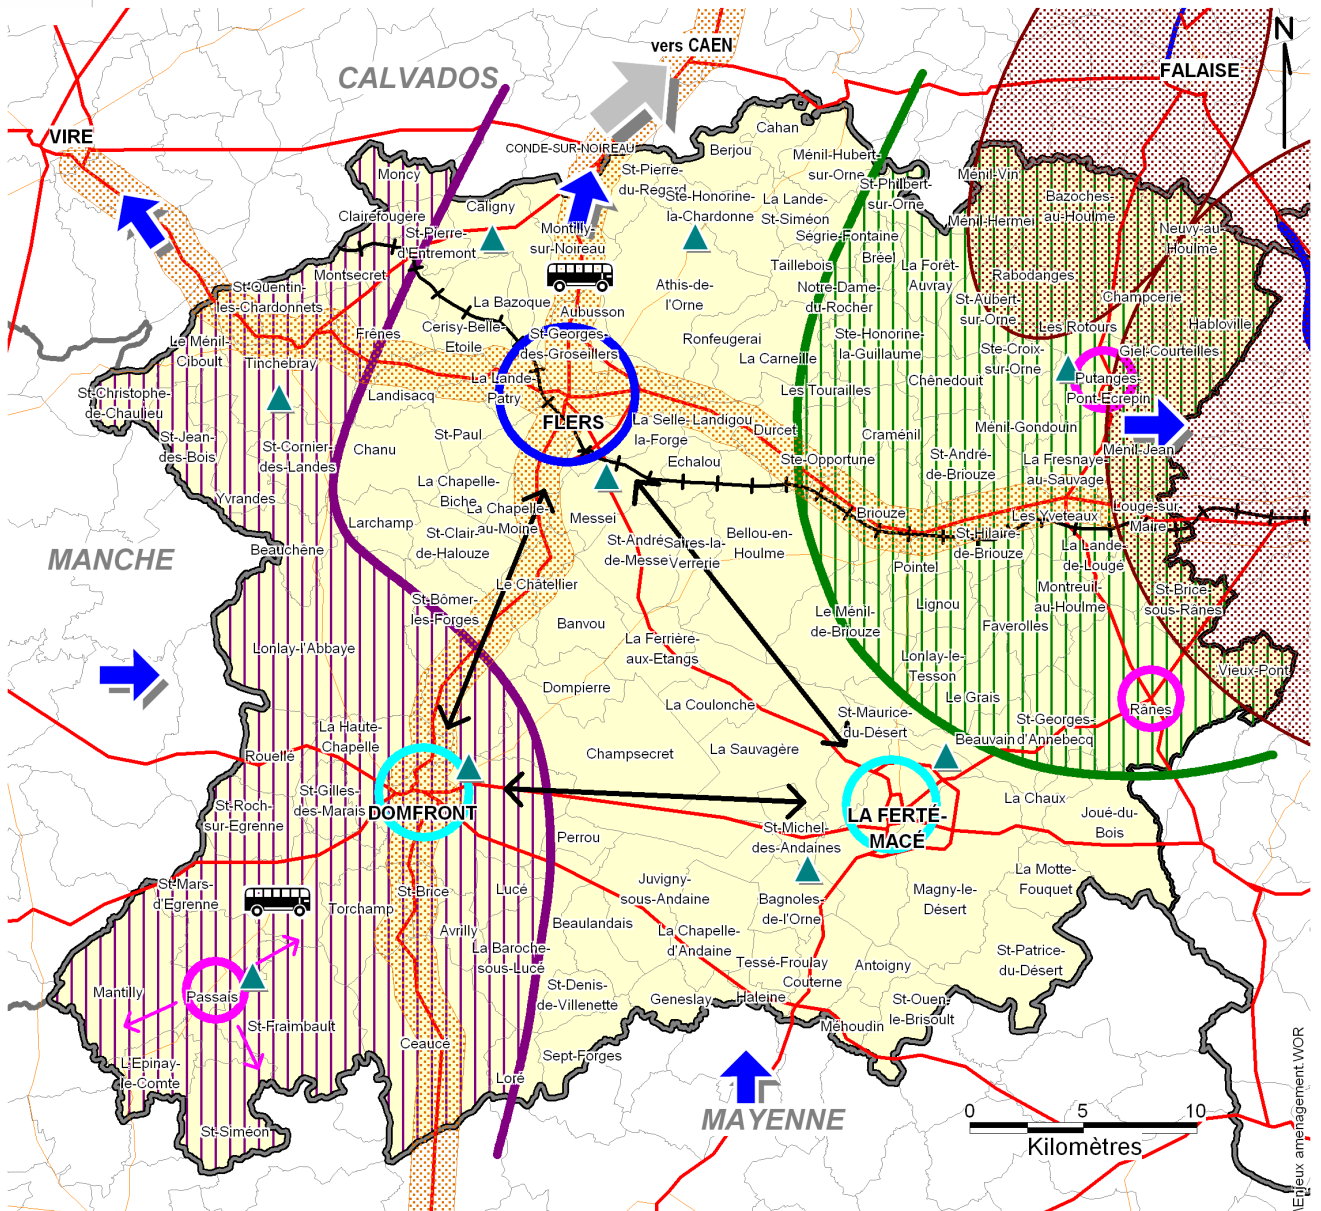 vers CAEN
N
CALVADOS
FALAISE
VIRE
Cahan
CONDE-SUR-NOIREAU
Berjou
Ménil-Hubert-
sur-Orne
Moncy
St-Pierre-
du-Regard
Ménil-Vin
St-Philbert-
sur-Orne
Ste-Honorine-
la-Chardonne
La Lande-
St-Siméon
Bazoches-
au-Houlme
Caligny
Clairefougère
St-Pierre-
d'Entremont
Montilly
sur-Noireau
Ségrie-Fontaine
Ménil-Hermei
Neuvy-au-
Houlme
Bréel
Taillebois
La Forêt-
Auvray
Rabodanges
Montsecret
St-Quentin-
les-Chardonnets
Athis-de-
l'Orne
Notre-Dame-
du-Rocher
St-Aubert-
sur-Orne
Champcerie
La Bazoque
Aubusson
Habloville
Frênes
Cerisy-Belle-
Etoile
St-Georges-
des-Groseillers
Ronfeugerai
Ste-Honorine-
la-Guillaume
Les Rotours
Le Ménil-
Ciboult
Tinchebray
La Carneille
Ste-Croix-
sur-Orne
Giel-Courteilles
La Lande-
Patry
Chênedouit
Putanges-
Pont-Ecrepin
St-Christophe-
de-Chaulieu
Landisacq
Les Tourailles
FLERS
La Selle-
la-Forge
Landigou
Durcet
Ménil-Gondouin
St-Jean-
des-Bois
St-Cornier-
des-Landes
Chanu
St-Paul
Craménil
Ménil-Jean
Echalou
Ste-Opportune
St-André-
de-Briouze
La Fresnaye-
au-Sauvage
La Chapelle-
Biche
Yvrandes
La Chapelle-
au-Moine
Briouze
Les Yveteaux
Louge-sur-
Maire
Larchamp
Messei
St-Clair-
de-Halouze
Bellou-en-
Houlme
St-Hilaire-
de-Briouze
St-André-
de-Messei
Saires-la-
Verrerie
La Lande-
de-Lougé
Beauchêne
MANCHE
Pointel
Le Châtellier
Montreuil-
au-Houlme
St-Brice-
sous-Rânes
St-Bômer-
les-Forges
Lignou
Le Ménil-
de-Briouze
Banvou
Faverolles
La Ferrière-
aux-Etangs
Lonlay-l'Abbaye
Lonlay-le-
Tesson
Vieux-Pont
Dompierre
Le Grais
La Coulonche
Rânes
St-Maurice-
du-Désert
St-Georges-
d'Annebecq
La Haute-
Chapelle
Beauvain
La Sauvagère
Champsecret
Rouellé
St-Gilles-
des-Marais
La Chaux
St-Roch-
sur-Egrenne
DOMFRONT
LA FERTÉ-
MACÉ
Joué-du-
Bois
St-Michel-
des-Andaines
Perrou
La Motte-
Fouquet
St-Mars-
d'Egrenne
St-Brice
Lucé
Juvigny-
sous-Andaine
Magny-le-
Désert
Bagnoles-
de-l'Orne
Torchamp
Beaulandais
Avrilly
La Chapelle-
d'Andaine
La Baroche-
sous-Lucé
St-Patrice-
du-Désert
Tessé-Froulay
Antoigny
Couterne
Mantilly
Passais
St-Denis-
de-Villenette
Geneslay
Haleine
St-Ouen-
le-Brisoult
St-Fraimbault
Méhoudin
Ceaucé
L'Epinay-
le-Comte
Sept-Forges
Loré
MAYENNE
St-Siméon
0 5 10
Kilomètres
\Enjeux amenagement.WOR